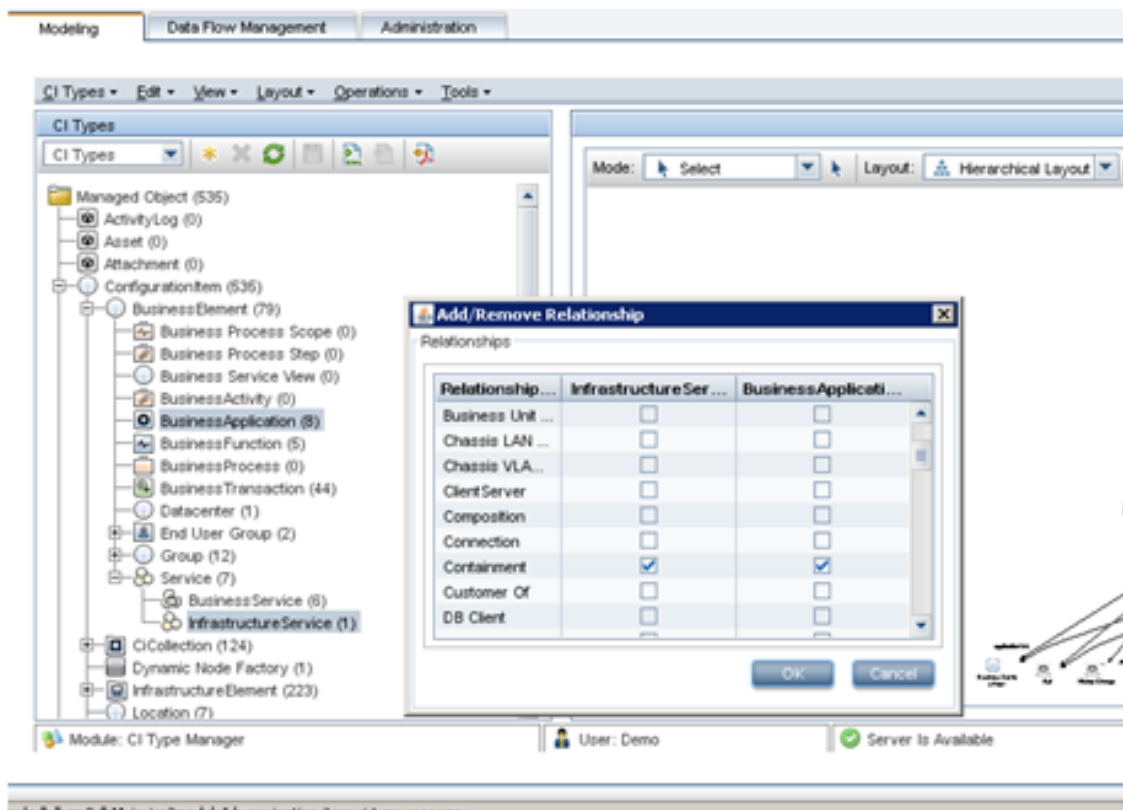 Modeling
Data Flow Management
Administration
CI Types
Edit
View
Layout
Operations
Tools
CI Types
CI Types
Mode:
Select
Layout:
Hierarchical Layout
Managed Object (535)
ActivityLog (0)
Asset (0)
Attachment (0)
ConfigurationItem (535)
BusinessElement (79)
Business Process Scope (0)
Business Process Step (0)
Business Service View (0)
BusinessActivity (0)
BusinessApplication (8)
BusinessFunction (5)
BusinessProcess (0)
BusinessTransaction (44)
Datacenter (1)
End User Group (2)
Group (12)
Service (7)
BusinessService (6)
InfrastructureService (1)
CiCollection (124)
Dynamic Node Factory (1)
InfrastructureElement (223)
Location (7)
Add/Remove Relationship
Relationships
Relationship... InfrastructureSer... BusinessApplicati...
Business Unit ...
Chassis LAN ...
Chassis VLA...
ClientServer
Composition
Connection
Containment
Customer Of
DB Client
OK
Cancel
Module: CI Type Manager
User: Demo
Server Is Available